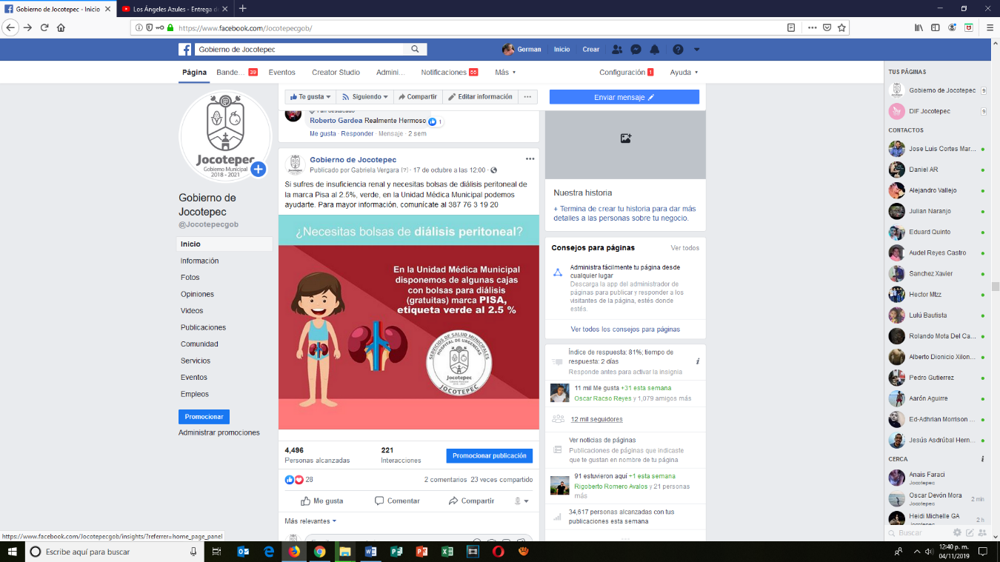 Gobierno de Jocotepec - Inicio
Los Ángeles Azules - Entrega d
https://www.facebook.com/Jocotepecgob/
Gobierno de Jocotepec
German
Inicio
Crear
Página
Bande... 39
Eventos
Creator Studio
Admini...
Notificaciones 55
Más
Configuración 1
Ayuda
Jocotepec
Gobierno Municipal
2018 - 2021
Gobierno de
Jocotepec
@Jocotepecgob
Inicio
Información
Fotos
Opiniones
Videos
Publicaciones
Comunidad
Servicios
Eventos
Empleos
Promocionar
Administrar promociones
Te gusta
Siguiendo
Compartir
Editar información
Roberto Gardea Realmente Hermoso 1
Me gusta · Responder · Mensaje · 2 sem
Gobierno de Jocotepec
Publicado por Gabriela Vergara [?] · 17 de octubre a las 12:00 ·
Si sufres de insuficiencia renal y necesitas bolsas de diálisis peritoneal de
la marca Pisa al 2.5%, verde, en la Unidad Médica Municipal podemos
ayudarte. Para mayor información, comunícate al 387 76 3 19 20
¿Necesitas bolsas de diálisis peritoneal?
En la Unidad Médica Municipal
disponemos de algunas cajas
con bolsas para diálisis
(gratuitas) marca PISA,
etiqueta verde al 2.5 %
SERVICIOS DE SALUD MUNICIPALES
HOSPITAL DE URGENCIAS
Jocotepec
JOCOTEPEC
4,496
Personas alcanzadas
221
Interacciones
Promocionar publicación
28
2 comentarios 23 veces compartido
Me gusta
Comentar
Compartir
Más relevantes
Enviar mensaje
Nuestra historia
+ Termina de crear tu historia para dar más
detalles a las personas sobre tu negocio.
Consejos para páginas
Ver todos
Administra fácilmente tu página desde
cualquier lugar
Descarga la app del administrador de
páginas para publicar y responder a los
visitantes de la página, estés donde
estés.
Ver todos los consejos para páginas
Índice de respuesta: 81%; tiempo de
respuesta: 2 días
Responde antes para activar la insignia
11 mil Me gusta +31 esta semana
Oscar Racso Reyes y 1,079 amigos más
12 mil seguidores
Ver noticias de páginas
Publicaciones de páginas que indicaste
que te gustan en nombre de tu página
91 estuvieron aquí +1 esta semana
Rigoberto Romero Avalos y 21 personas
más
34,617 personas alcanzadas con tus
publicaciones esta semana
TUS PÁGINAS
Gobierno de Jocotepec 9
DIF Jocotepec 9
CONTACTOS
Jose Luis Cortes Mar...
Daniel AR
Alejandro Vallejo
Julian Naranjo
Eduard Quinto
Audel Reyes Castro
Sanchez Xavier
Hector Mtzz
Lulú Bautista
Rolando Mota Del Ca...
Alberto Dionicio Xilon...
Pedro Gutierrez
Aarón Aguirre
Ed-Adhrian Morrison ...
Jesús Asdrúbal Hern...
CERCA
Anais Faraci
Jocotepec
Oscar Devón Mora
Jocotepec
2 min
Heidi Michelle GA
2 h
Buscar
https://www.facebook.com/Jocotepecgob/insights/?referrer=home_page_panel
Escribe aquí para buscar
12:40 p. m.
04/11/2019